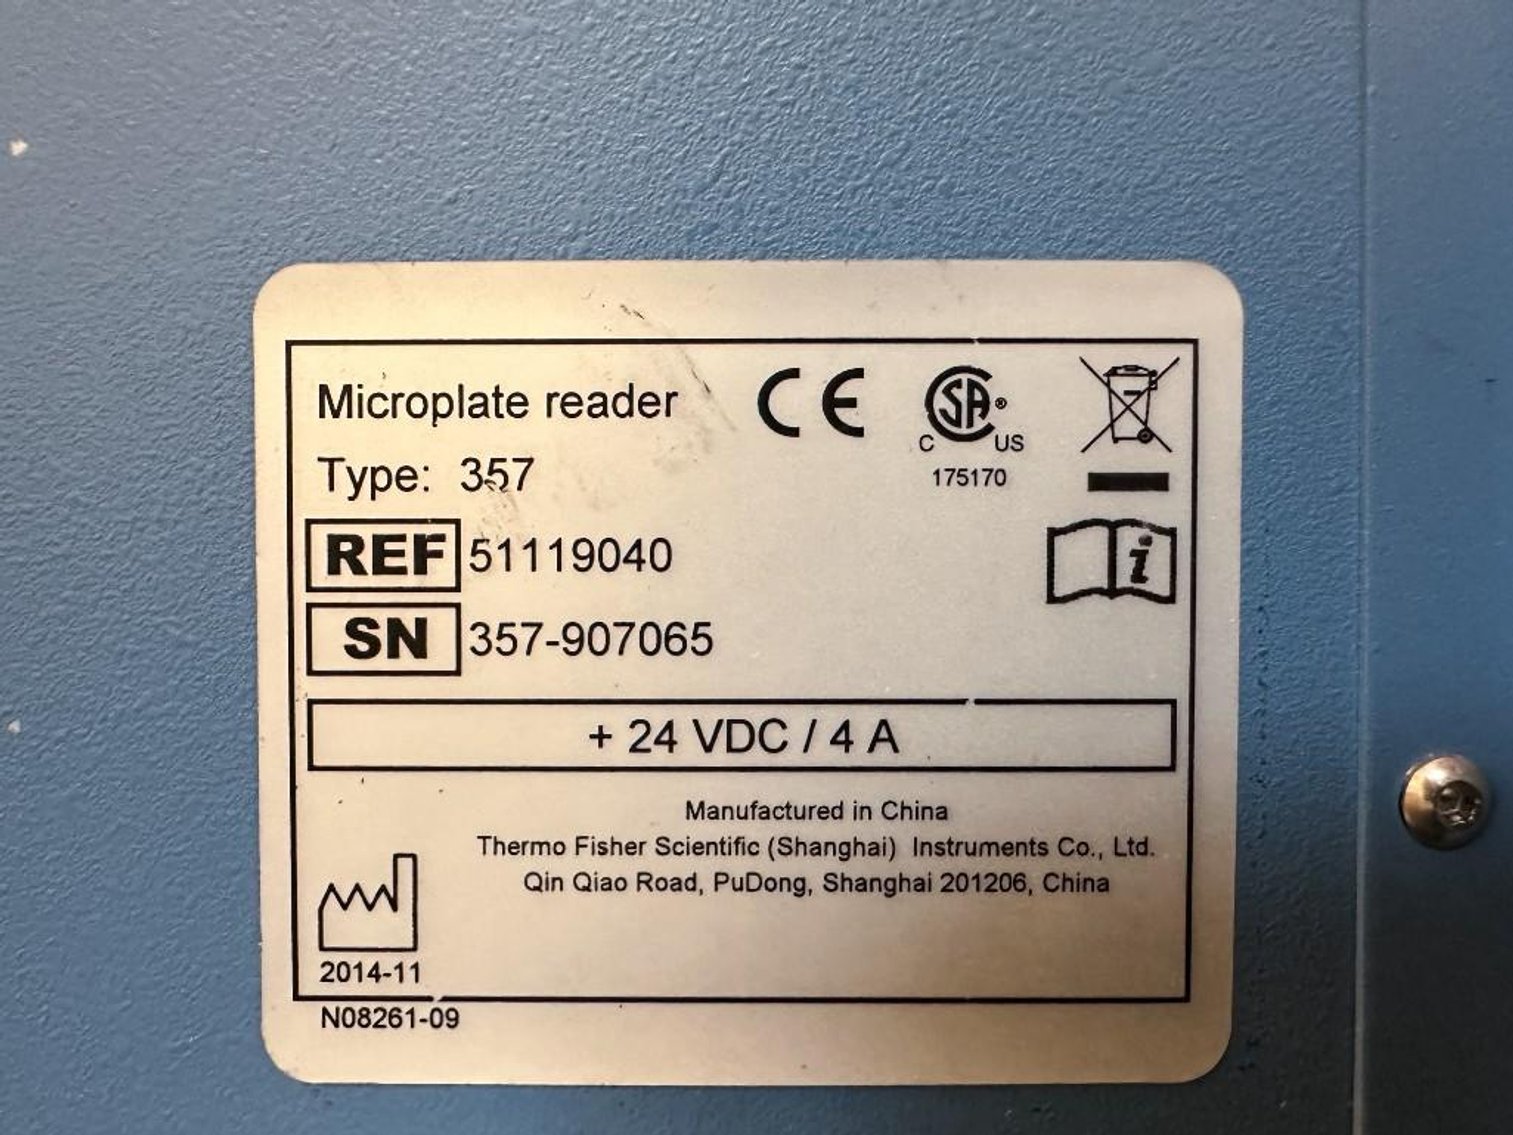 Microplate reader
CE
SA®
C US
175170
Type: 357
REF 51119040
i
SN 357-907065
+ 24 VDC / 4 A
Manufactured in China
Thermo Fisher Scientific (Shanghai) Instruments Co., Ltd.
Qin Qiao Road, PuDong, Shanghai 201206, China
2014-11
N08261-09